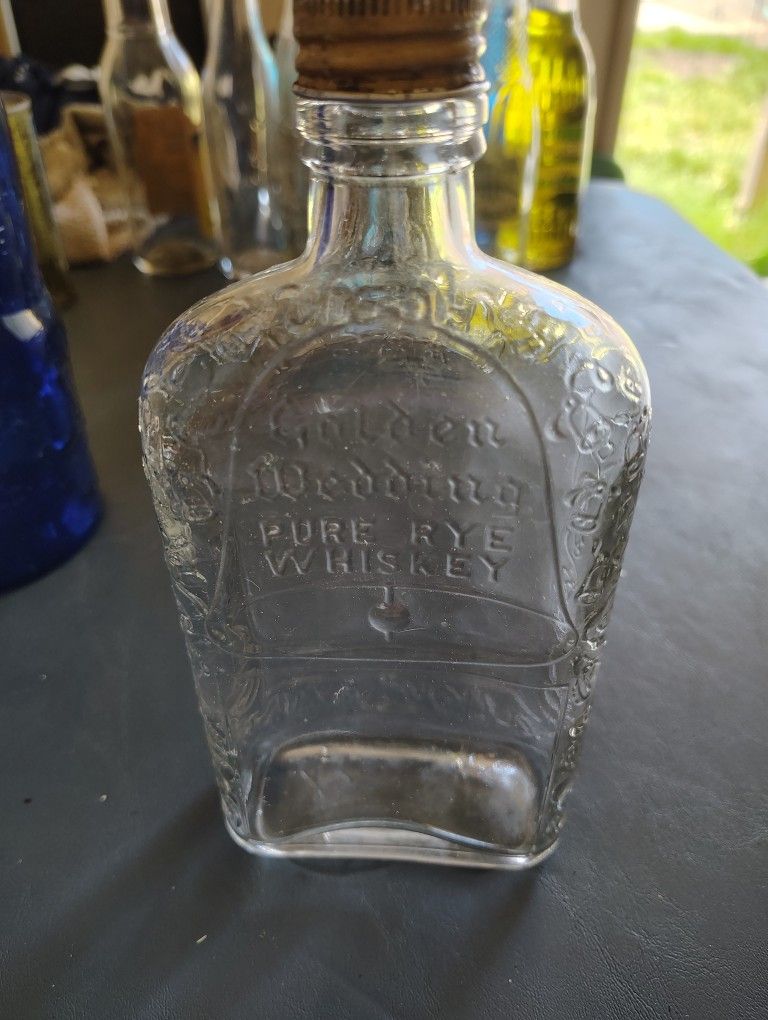 Golden
Wedding
PURE RYE
WHISKEY